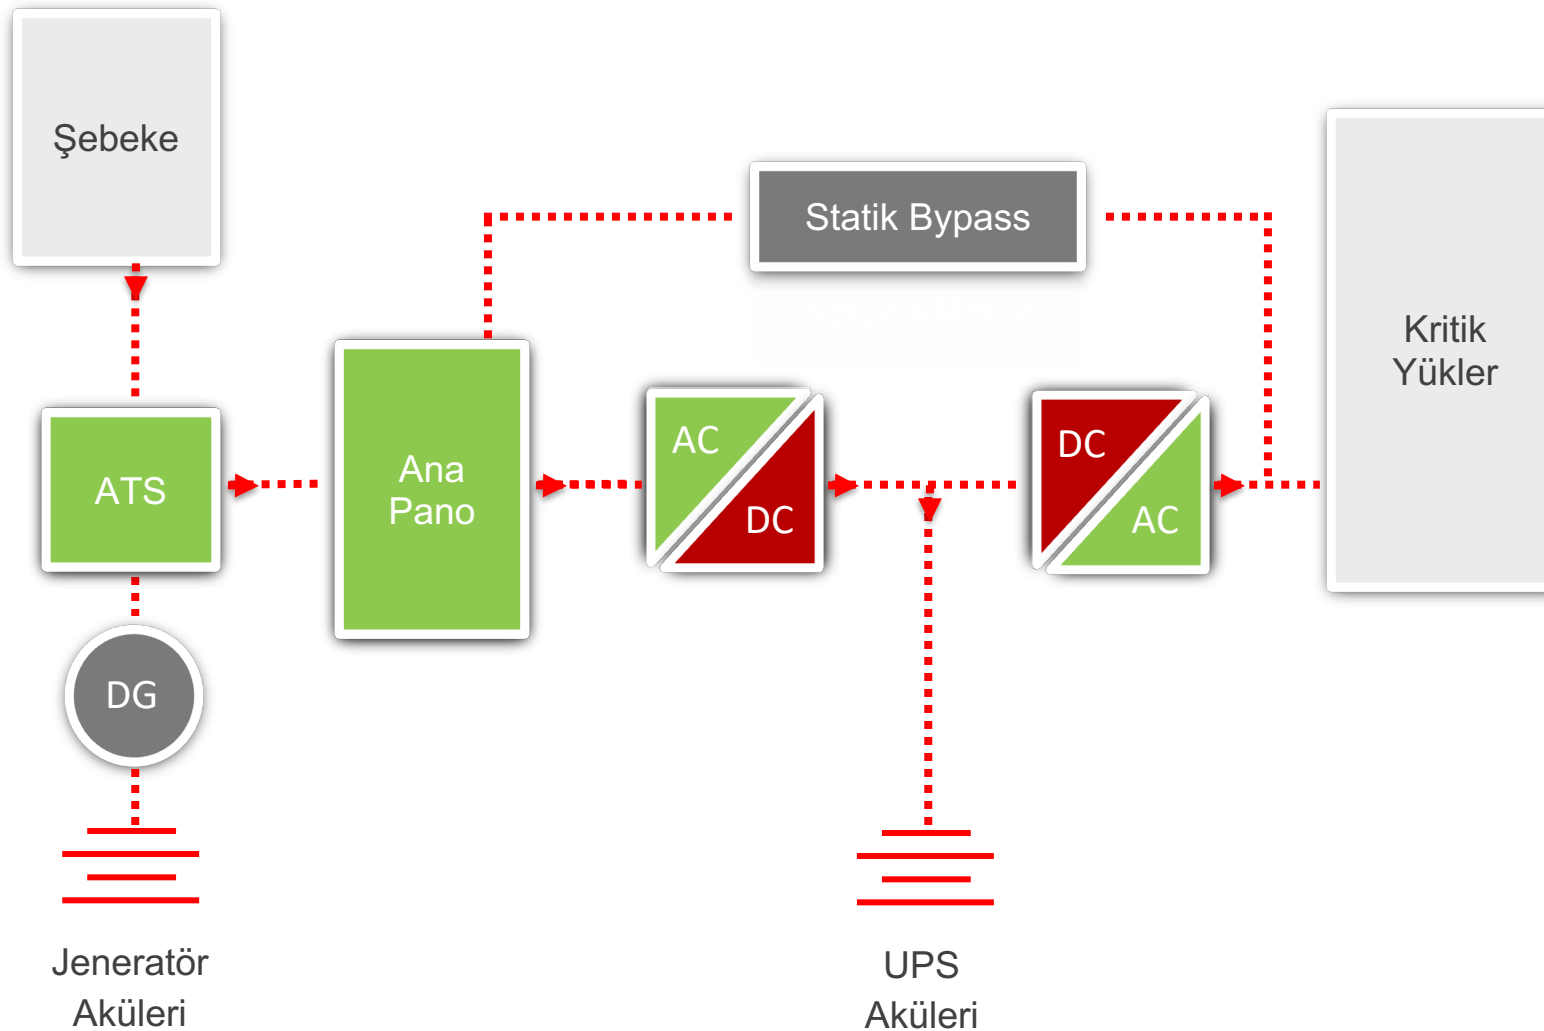 Şebeke
Statik Bypass
Kritik
Yükler
ATS
Ana
Pano
AC
DC
DC
AC
DG
Jeneratör
Aküleri
UPS
Aküleri